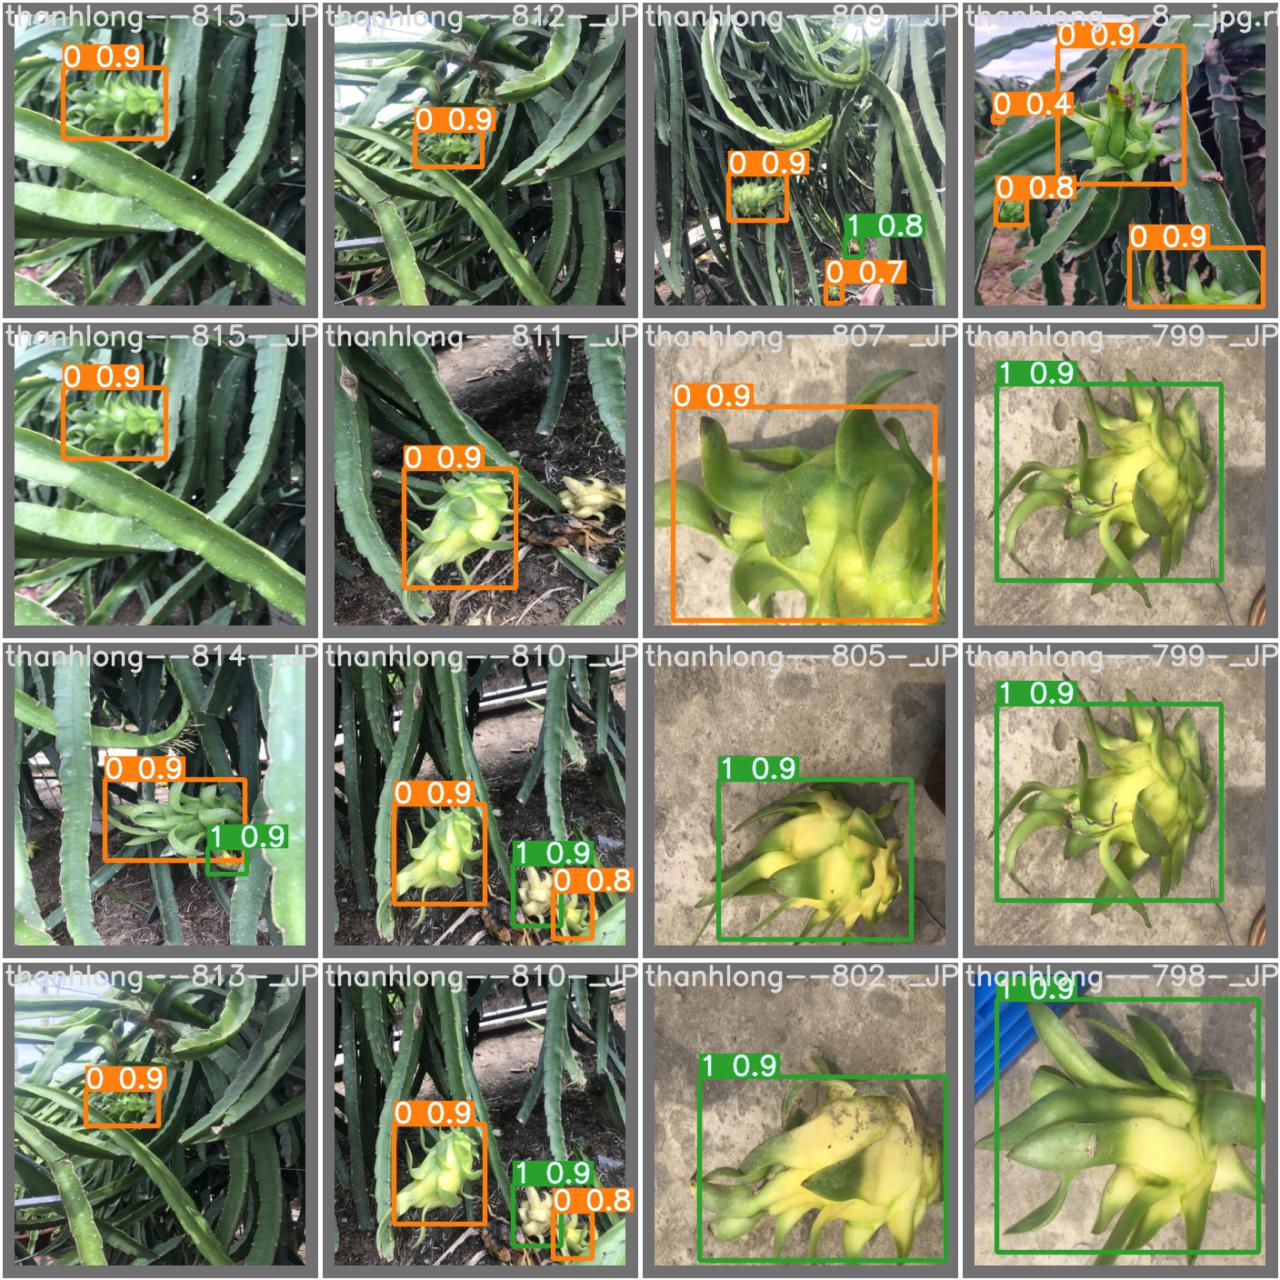 thanhlong---815-_JP
0 0.9
thanhlong---812-_JP
0 0.9
thanhlong---809-_JP
0 0.9
1 0.8
0 0.7
thanhlong---8-_jpg.r
0 0.9
0 0.4
0 0.8
0 0.9
thanhlong---815-_JP
0 0.9
thanhlong---811-_JP
0 0.9
thanhlong---807-_JP
0 0.9
thanhlong---799-_JP
1 0.9
thanhlong---814-_JP
0 0.9
1 0.9
thanhlong---810-_JP
0 0.9
1 0.9
0 0.8
thanhlong---805-_JP
1 0.9
thanhlong---799-_JP
1 0.9
thanhlong---813-_JP
0 0.9
thanhlong---810-_JP
0 0.9
1 0.9
0 0.8
thanhlong---802-_JP
1 0.9
thanhlong---798-_JP
1 0.9